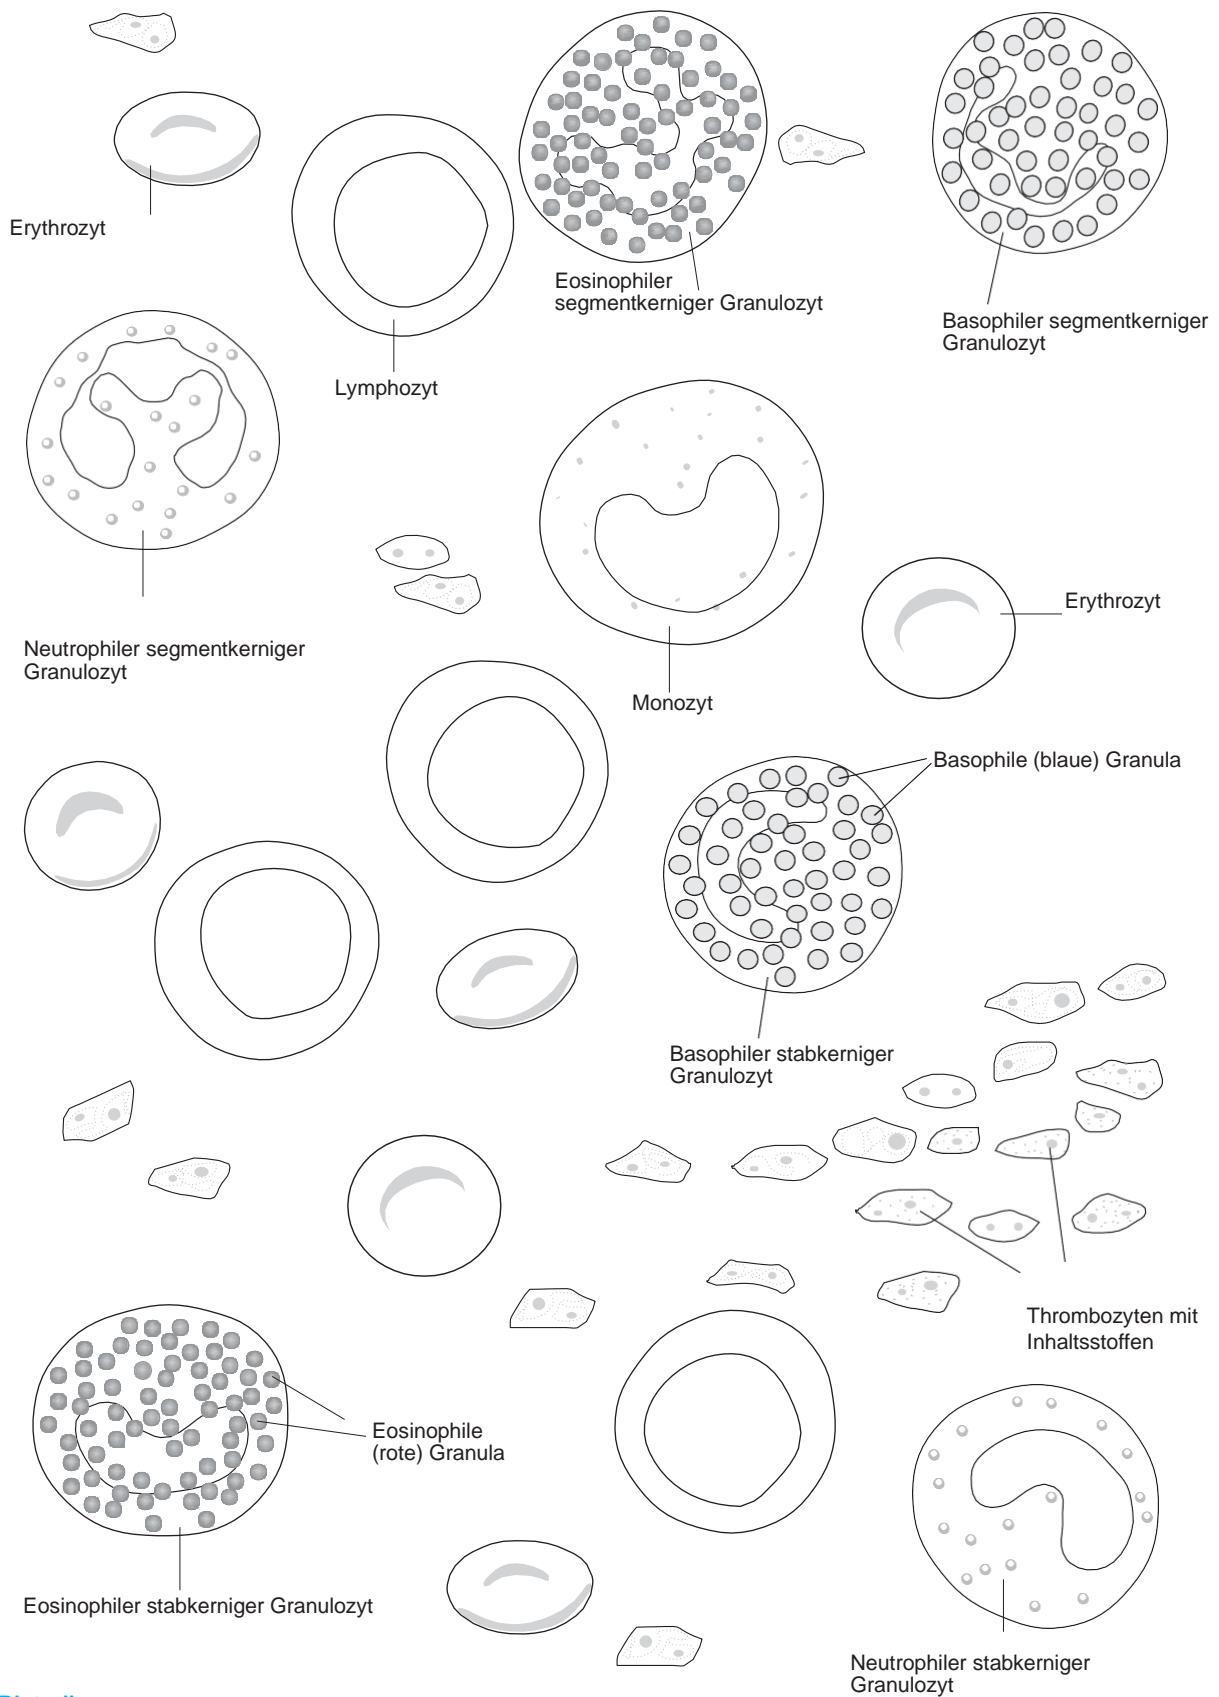 Erythrozyt
Eosinophiler
segmentkerniger Granulozyt
Basophiler segmentkerniger
Granulozyt
Lymphozyt
Erythrozyt
Neutrophiler segmentkerniger
Granulozyt
Monozyt
Basophile (blaue) Granula
Basophiler stabkerniger
Granulozyt
Thrombozyten mit
Inhaltsstoffen
Eosinophile
(rote) Granula
Eosinophiler stabkerniger Granulozyt
Neutrophiler stabkerniger
Granulozyt